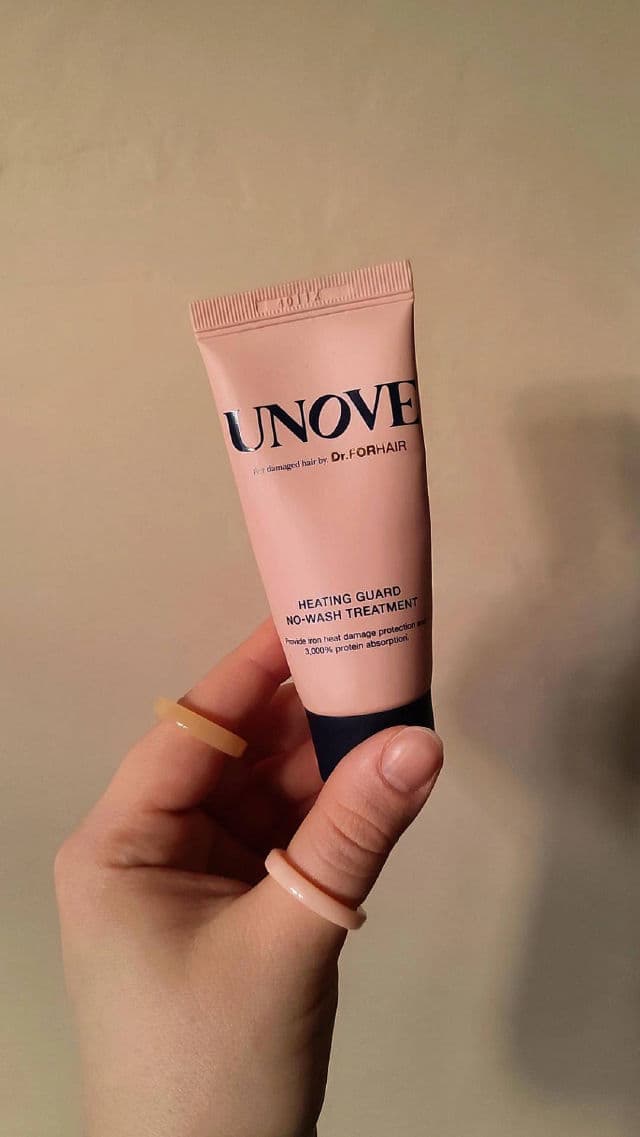 UNOVE
For damaged hair by. Dr.FORHAIR
HEATING GUARD
NO-WASH TREATMENT
Provide iron heat damage protection
3,000% protein absorption.